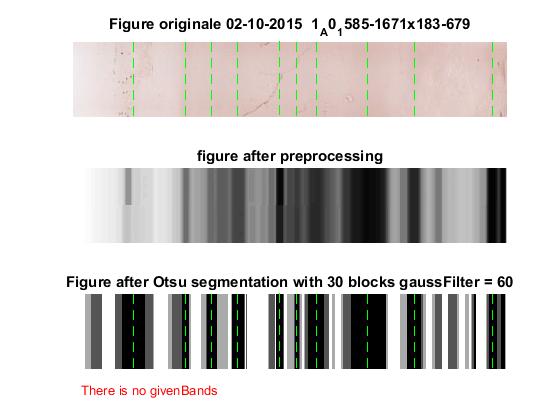 Figure originale 02-10-2015 1A01585-1671x183-679
figure after preprocessing
Figure after Otsu segmentation with 30 blocks gaussFilter = 60
There is no givenBands